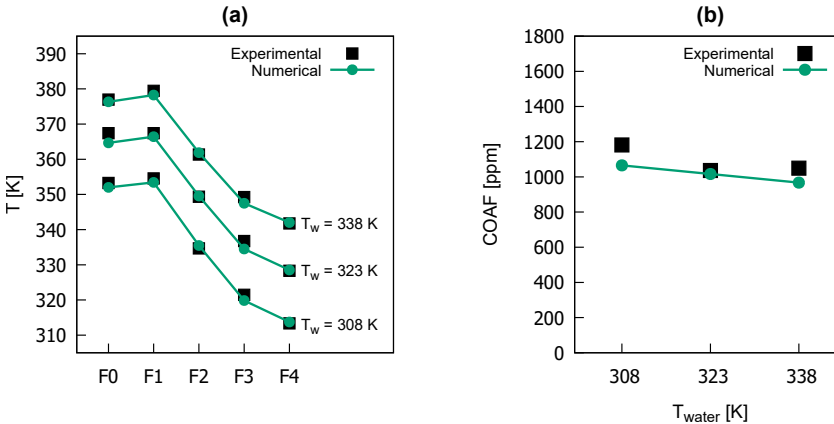 (a)
Experimental
Numerical
T [K]
390
380
370
360
350
340
330
320
310
T_w = 338 K
T_w = 323 K
T_w = 308 K
F0 F1 F2 F3 F4
(b)
Experimental
Numerical
COAF [ppm]
1800
1600
1400
1200
1000
800
600
400
200
0
308 323 338
T_water [K]